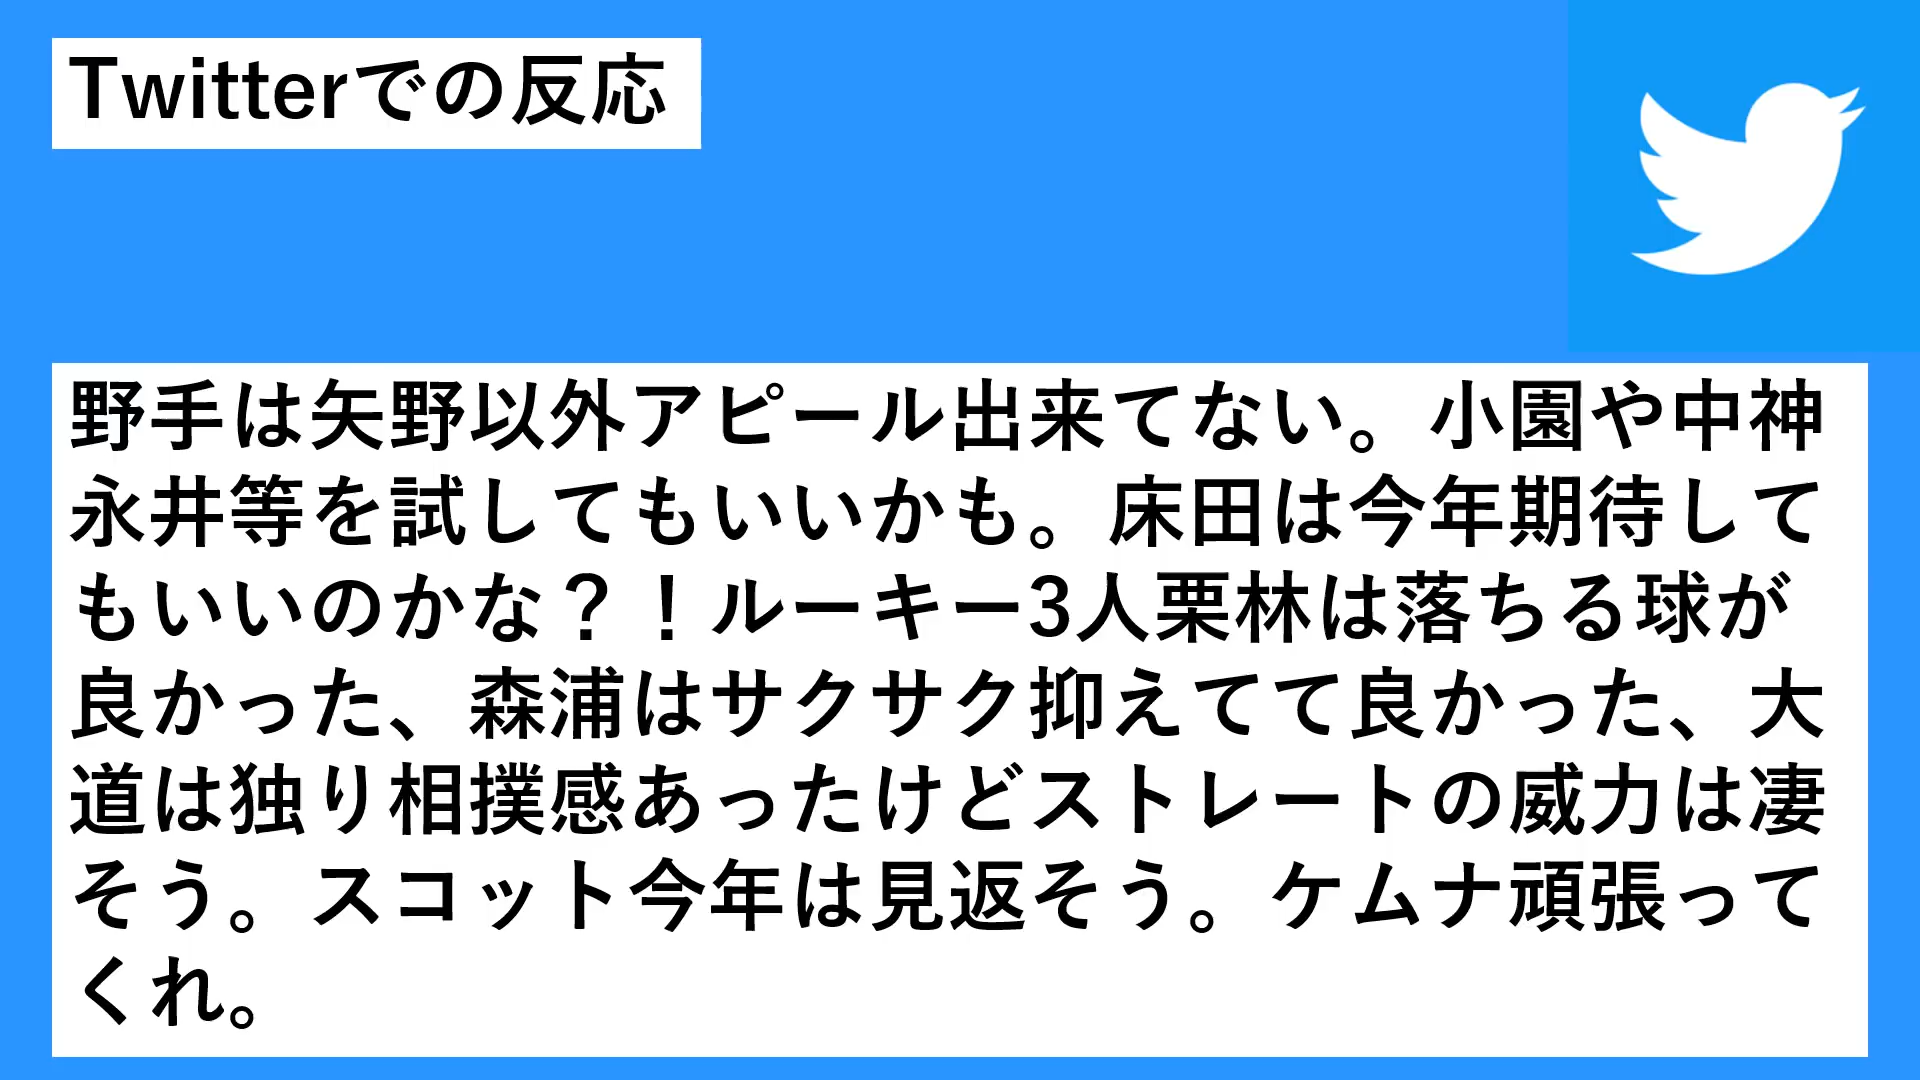 Twitterでの反応
野手は矢野以外アピール出来てない。小園や中神
永井等を試してもいいかも。床田は今年期待して
もいいのかな？！ルーキー3人栗林は落ちる球が
良かった、森浦はサクサク抑えてて良かった、大
道は独り相撲感あったけどストレートの威力は凄
そう。スコット今年は見返そう。ケムナ頑張って
くれ。